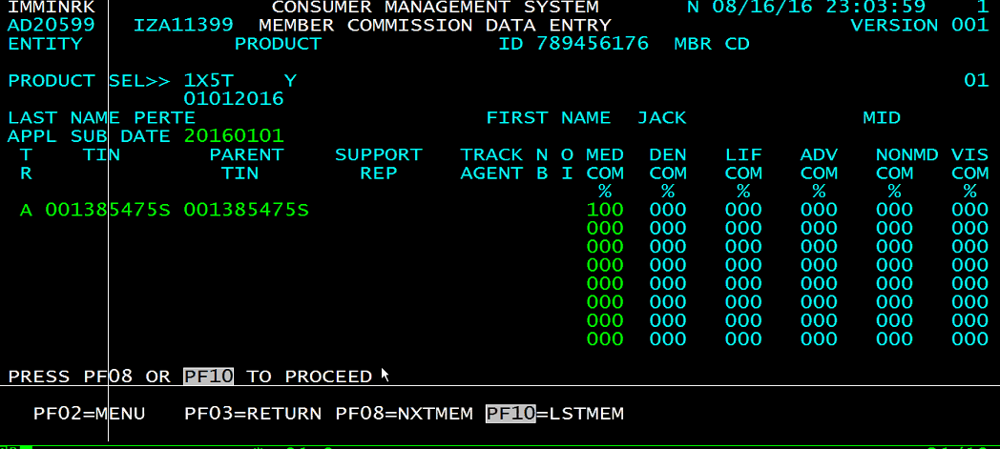 IMMINRK CONSUMER MANAGEMENT SYSTEM N 08/16/16 23:03:59 1
AD20599 IZA11399 MEMBER COMMISSION DATA ENTRY VERSION 001
ENTITY PRODUCT ID 789456176 MBR CD
PRODUCT SEL>> 1X5T Y 01
01012016
LAST NAME PERTE FIRST NAME JACK MID
APPL SUB DATE 20160101
T TIN PARENT SUPPORT TRACK N O MED DEN LIF ADV NONMD VIS
R TIN REP AGENT B I COM COM COM COM COM COM
% % % % % %
A 001385475S 001385475S 100 000 000 000 000 000
000 000 000 000 000 000
000 000 000 000 000 000
000 000 000 000 000 000
000 000 000 000 000 000
000 000 000 000 000 000
000 000 000 000 000 000
000 000 000 000 000 000
PRESS PF08 OR PF10 TO PROCEED
PF02=MENU PF03=RETURN PF08=NXTMEM PF10=LSTMEM